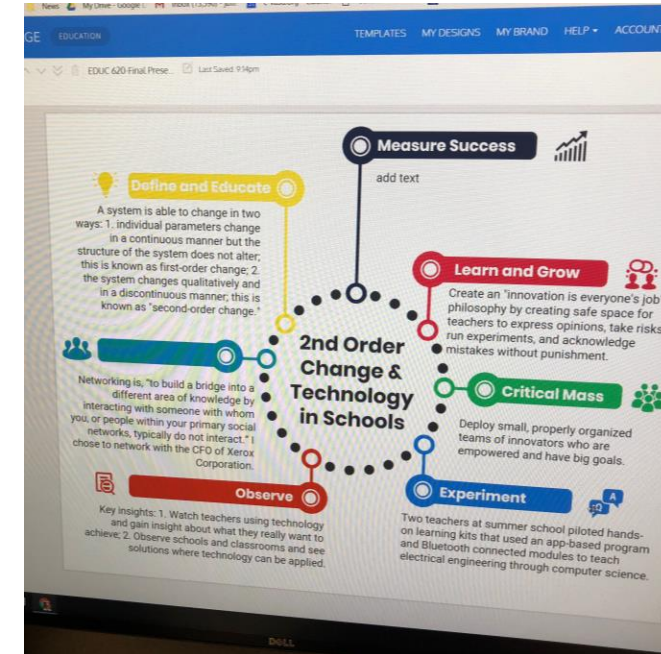 News
My Drive - Google
GE EDUCATION
TEMPLATES MY DESIGNS MY BRAND HELP ACCOUNT
EDUC 620-Final Prese... Last Saved 9:14pm
Measure Success
add text
Define and Educate
A system is able to change in two
ways: 1. individual parameters change
in a continuous manner but the
structure of the system does not alter;
this is known as first-order change; 2.
the system changes qualitatively and
in a discontinuous manner; this is
known as "second-order change."
Learn and Grow
Create an "innovation is everyone's job
philosophy by creating safe space for
teachers to express opinions, take risks
run experiments, and acknowledge
mistakes without punishment.
2nd Order
Change &
Technology
in Schools
Networking is, "to build a bridge into a
different area of knowledge by
interacting with someone with whom
you, or people within your primary social
networks, typically do not interact." I
chose to network with the CFO of Xerox
Corporation.
Critical Mass
Deploy small, properly organized
teams of innovators who are
empowered and have big goals.
Observe
Key insights: 1. Watch teachers using technology
and gain insight about what they really want to
achieve; 2. Observe schools and classrooms and see
solutions where technology can be applied.
Experiment
Q
A
Two teachers at summer school piloted hands-
on learning kits that used an app-based program
and Bluetooth connected modules to teach
electrical engineering through computer science.
DELL